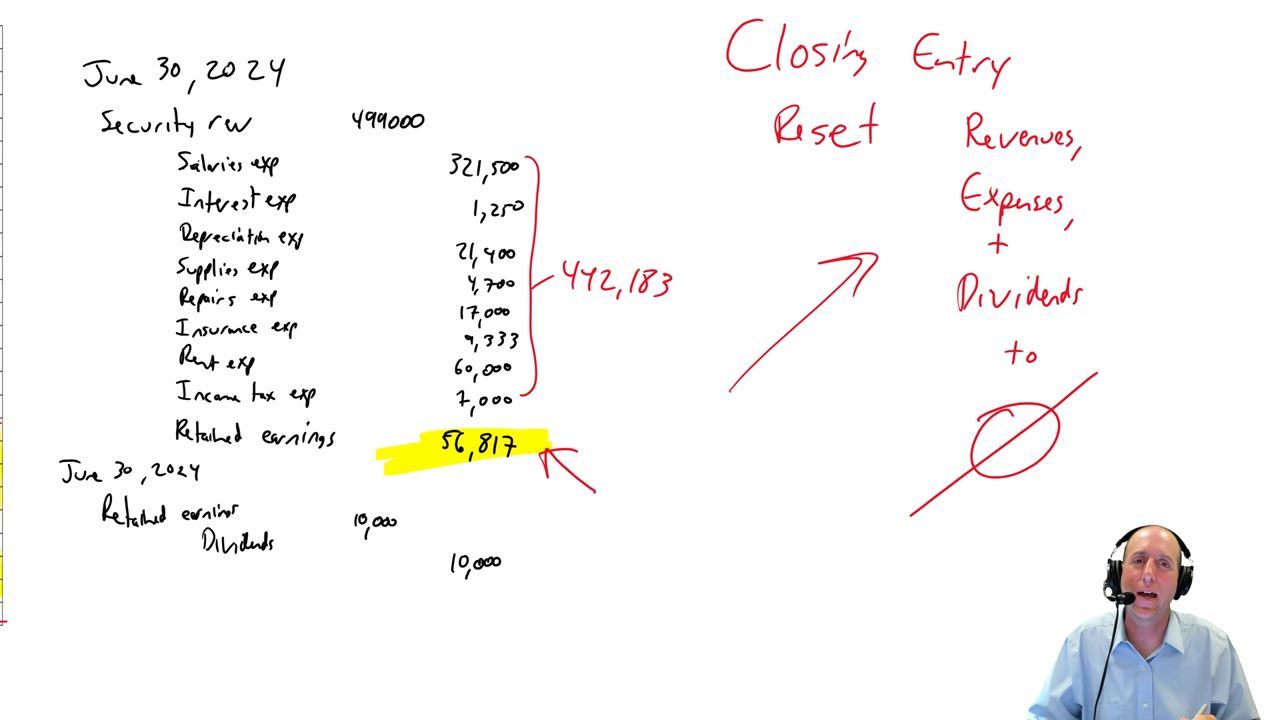 June 30, 2024
Security rev 499000
Salaries exp 321,500
Interest exp 1,250
Depreciation exp 21,400
Supplies exp 4,700
Repairs exp 17,000
Insurance exp 9,333
Rent exp 60,000
Income tax exp 7,000
442,183
Retained earnings 56,817
June 30, 2024
Retained earnings 10,000
Dividends 10,000
Closing Entry
Reset Revenues,
Expenses,
+
Dividends
to